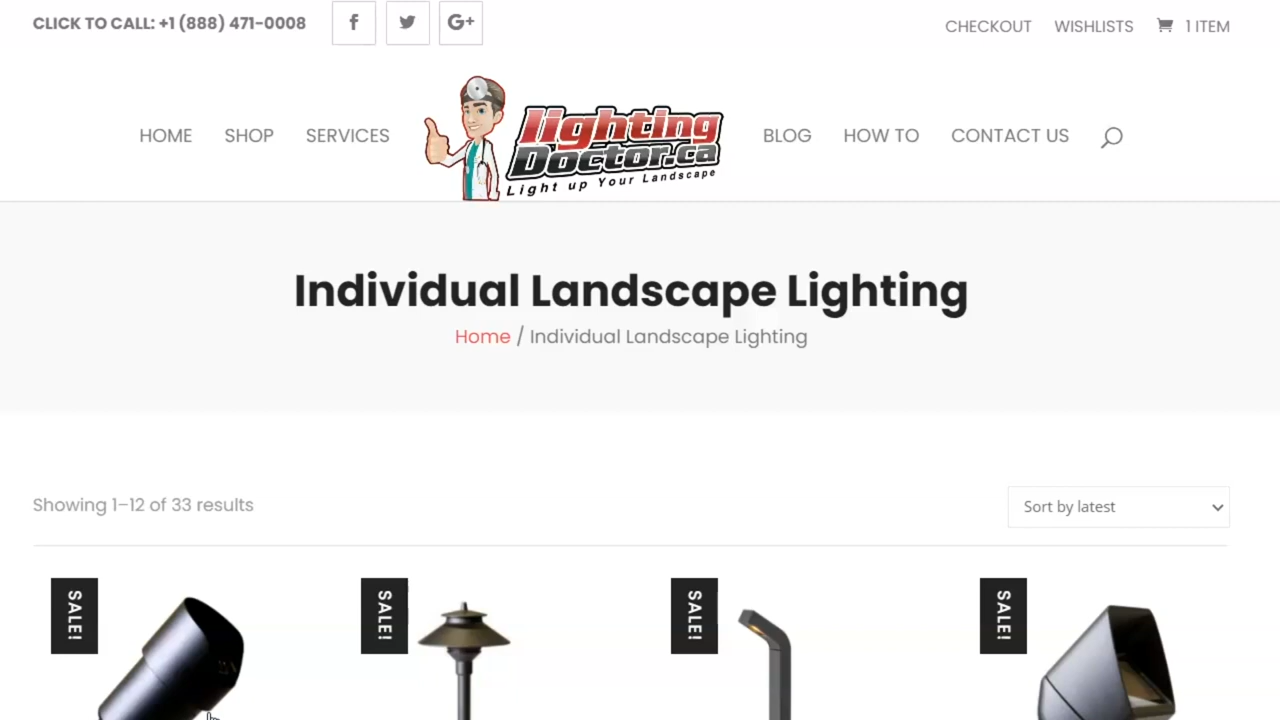 CLICK TO CALL: +1 (888) 471-0008
G+
CHECKOUT
WISHLISTS
1 ITEM
HOME
SHOP
SERVICES
lighting
Doctor.ca
Light up Your Landscape
BLOG
HOW TO
CONTACT US
Individual Landscape Lighting
Home / Individual Landscape Lighting
Showing 1–12 of 33 results
Sort by latest
SALE!
SALE!
SALE!
SALE!